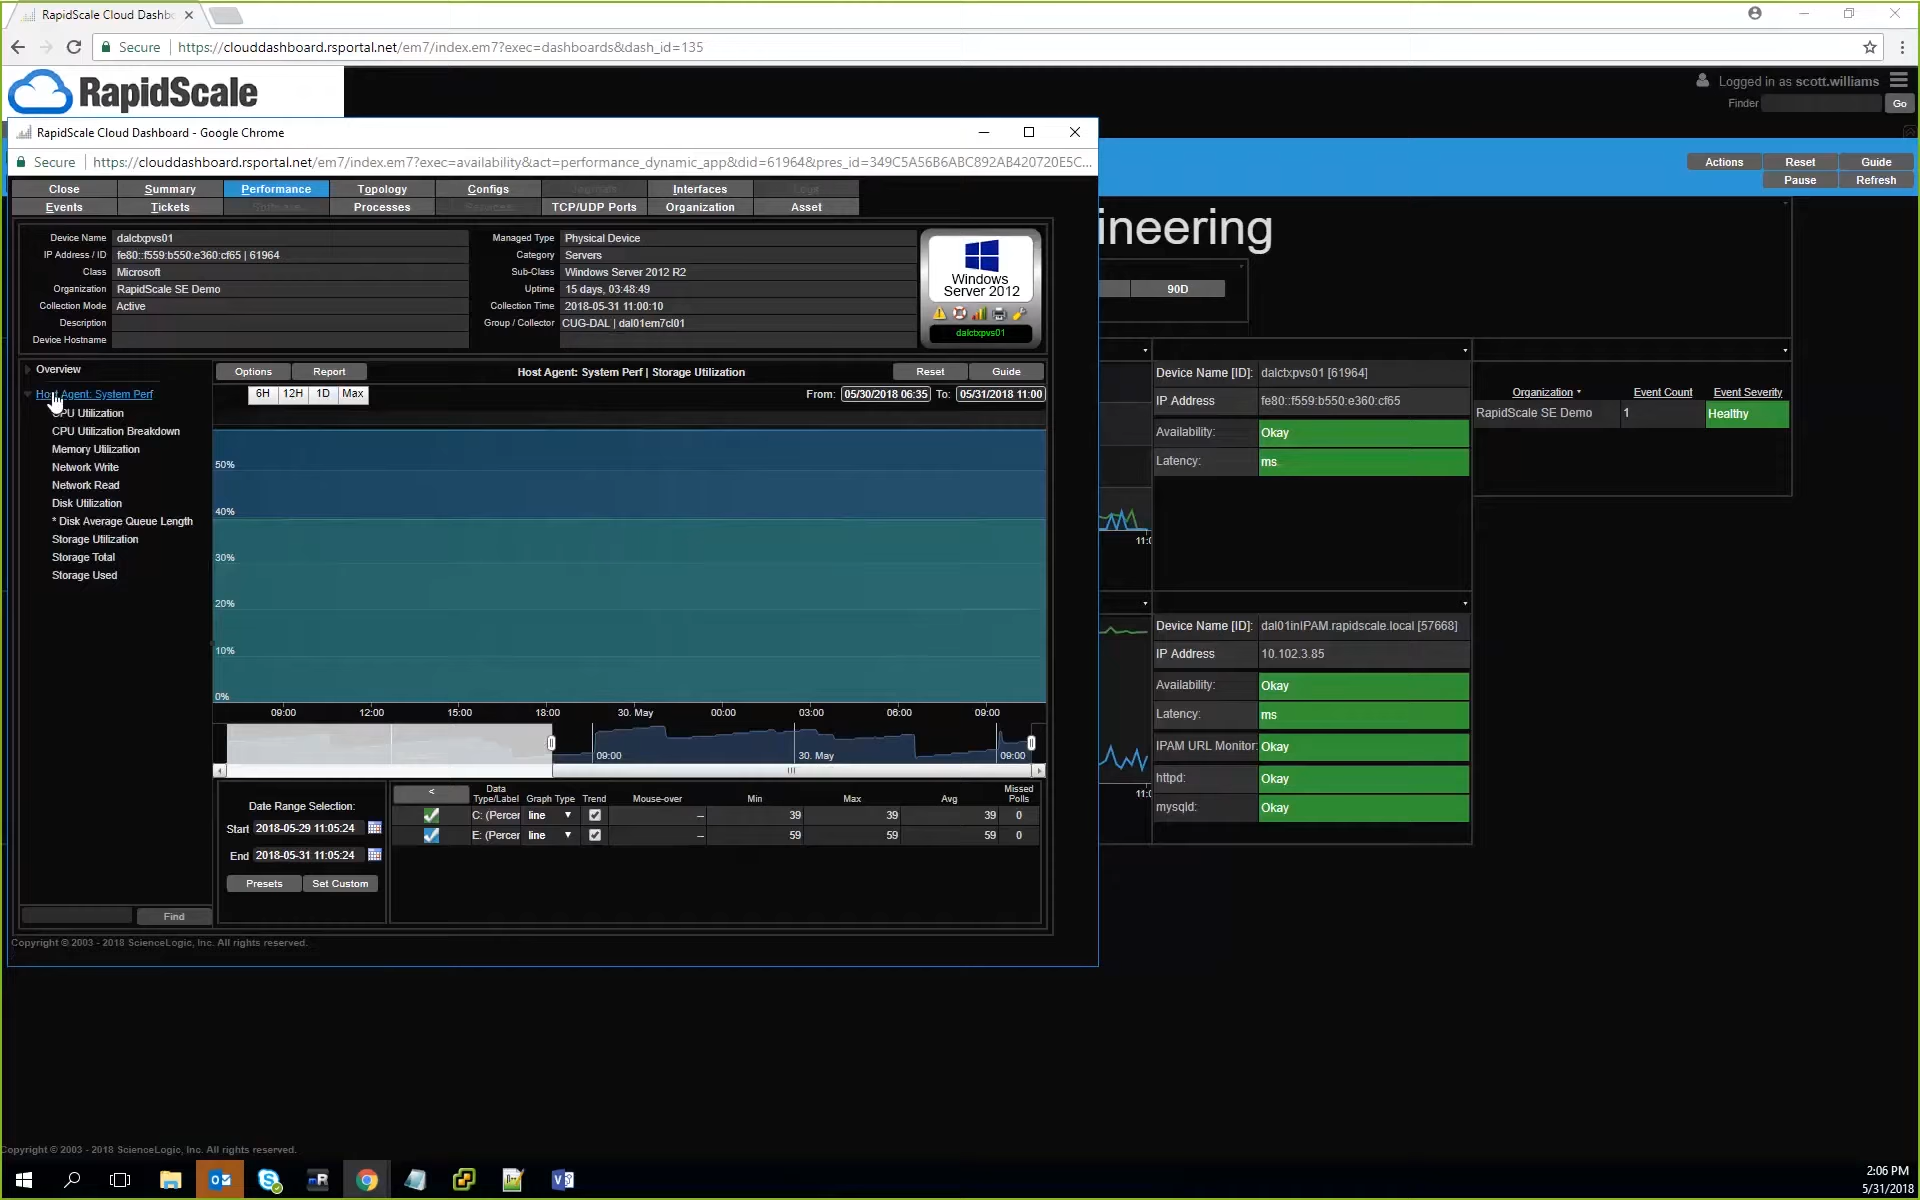 RapidScale Cloud Dashb
Secure https://clouddashboard.rsportal.net/em7/index.em7?exec=dashboards&dash_id=135
RapidScale
Logged in as scott.williams
Finder
Go
Actions Reset Guide
Pause Refresh
RapidScale Cloud Dashboard - Google Chrome
Secure https://clouddashboard.rsportal.net/em7/index.em7?exec=availability&act=performance_dynamic_app&did=61964&pres_id=349C5A56B6ABC892AB420720E5C...
Close Summary Performance Topology Configs Journals Interfaces Logs
Events Tickets Software Processes Services TCP/UDP Ports Organization Asset
Device Name dalctxpvs01
IP Address / ID fe80::f559:b550:e360:cf65 | 61964
Class Microsoft
Organization RapidScale SE Demo
Collection Mode Active
Description
Device Hostname
Managed Type Physical Device
Category Servers
Sub-Class Windows Server 2012 R2
Uptime 15 days, 03:48:49
Collection Time 2018-05-31 11:00:10
Group / Collector CUG-DAL | dal01em7cl01
Windows
Server 2012
dalctxpvs01
Overview
Host Agent: System Perf
CPU Utilization
CPU Utilization Breakdown
Memory Utilization
Network Write
Network Read
Disk Utilization
* Disk Average Queue Length
Storage Utilization
Storage Total
Storage Used
Find
Options Report Host Agent: System Perf | Storage Utilization Reset Guide
6H 12H 1D Max From: 05/30/2018 06:35 To: 05/31/2018 11:00
50%
40%
30%
20%
10%
0%
09:00 12:00 15:00 18:00 30. May 00:00 03:00 06:00 09:00
09:00 30. May 09:00
Date Range Selection:
Start 2018-05-29 11:05:24
End 2018-05-31 11:05:24
Presets Set Custom
< Data Type/Label Graph Type Trend Mouse-over Min Max Avg Missed Polls
C: (Percer line -- 39 39 39 0
E: (Percer line -- 59 59 59 0
Copyright © 2003 - 2018 ScienceLogic, Inc. All rights reserved.
ineering
90D
11:0
Device Name [ID]: dalctxpvs01 [61964]
IP Address fe80::f559:b550:e360:cf65
Availability: Okay
Latency: ms
Organization Event Count Event Severity
RapidScale SE Demo 1 Healthy
11:0
Device Name [ID]: dal01inIPAM.rapidscale.local [57668]
IP Address 10.102.3.85
Availability: Okay
Latency: ms
IPAM URL Monitor: Okay
httpd: Okay
mysqld: Okay
Copyright © 2003 - 2018 ScienceLogic, Inc. All rights reserved.
2:06 PM
5/31/2018